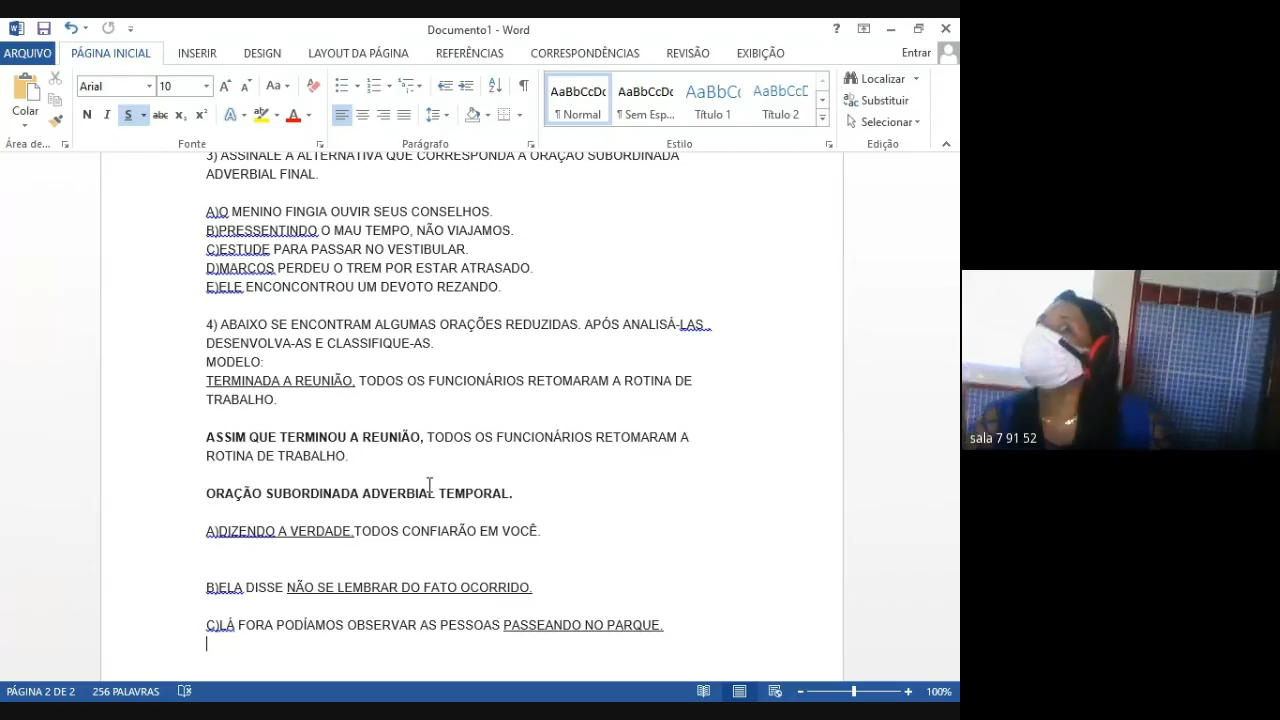 Documento1 - Word
ARQUIVO PÁGINA INICIAL INSERIR DESIGN LAYOUT DA PÁGINA REFERÊNCIAS CORRESPONDÊNCIAS REVISÃO EXIBIÇÃO Entrar
Arial 10 Aa
Colar
N I S abc x₂ x² A A
AaBbCcDc AaBbCcDc AaBbCc AaBbCcD
¶ Normal ¶ Sem Esp... Título 1 Título 2
Localizar
Substituir
Selecionar
Área de... Fonte Parágrafo Estilo Edição
3) ASSINALE A ALTERNATIVA QUE CORRESPONDA A ORAÇÃO SUBORDINADA
ADVERBIAL FINAL.
A)O MENINO FINGIA OUVIR SEUS CONSELHOS.
B)PRESSENTINDO O MAU TEMPO, NÃO VIAJAMOS.
C)ESTUDE PARA PASSAR NO VESTIBULAR.
D)MARCOS PERDEU O TREM POR ESTAR ATRASADO.
E)ELE ENCONCONTROU UM DEVOTO REZANDO.
4) ABAIXO SE ENCONTRAM ALGUMAS ORAÇÕES REDUZIDAS. APÓS ANALISÁ-LAS ,
DESENVOLVA-AS E CLASSIFIQUE-AS.
MODELO:
TERMINADA A REUNIÃO, TODOS OS FUNCIONÁRIOS RETOMARAM A ROTINA DE
TRABALHO.
ASSIM QUE TERMINOU A REUNIÃO, TODOS OS FUNCIONÁRIOS RETOMARAM A
ROTINA DE TRABALHO.
ORAÇÃO SUBORDINADA ADVERBIAL TEMPORAL.
A)DIZENDO A VERDADE,TODOS CONFIARÃO EM VOCÊ.
B)ELA DISSE NÃO SE LEMBRAR DO FATO OCORRIDO.
C)LÁ FORA PODÍAMOS OBSERVAR AS PESSOAS PASSEANDO NO PARQUE.
PÁGINA 2 DE 2 256 PALAVRAS 100%
sala 7 91 52